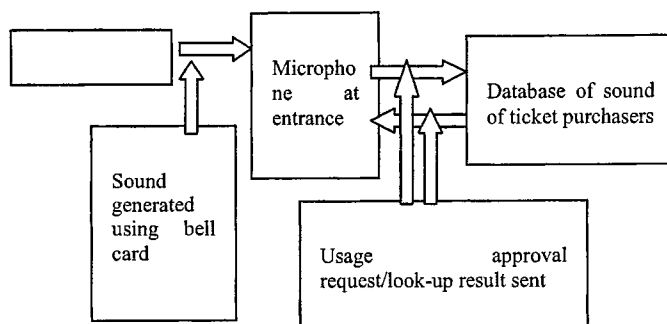 Micropho
ne at
entrance
Database of sound
of ticket purchasers
Sound
generated
using bell
card
Usage approval
request/look-up result sent